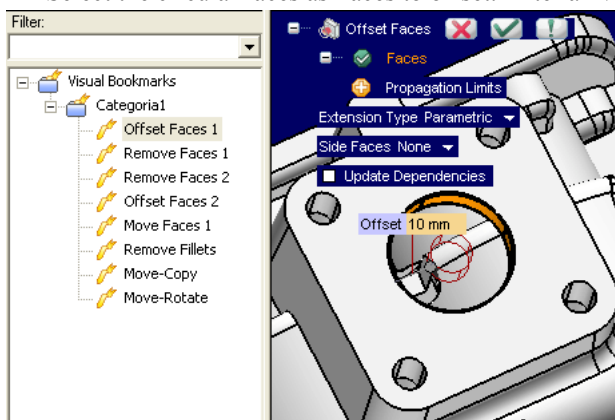 Filter:
Visual Bookmarks
Categoria1
Offset Faces 1
Remove Faces 1
Remove Faces 2
Offset Faces 2
Move Faces 1
Remove Fillets
Move-Copy
Move-Rotate
Offset Faces
Faces
Propagation Limits
Extension Type Parametric
Side Faces None
Update Dependencies
Offset 10 mm